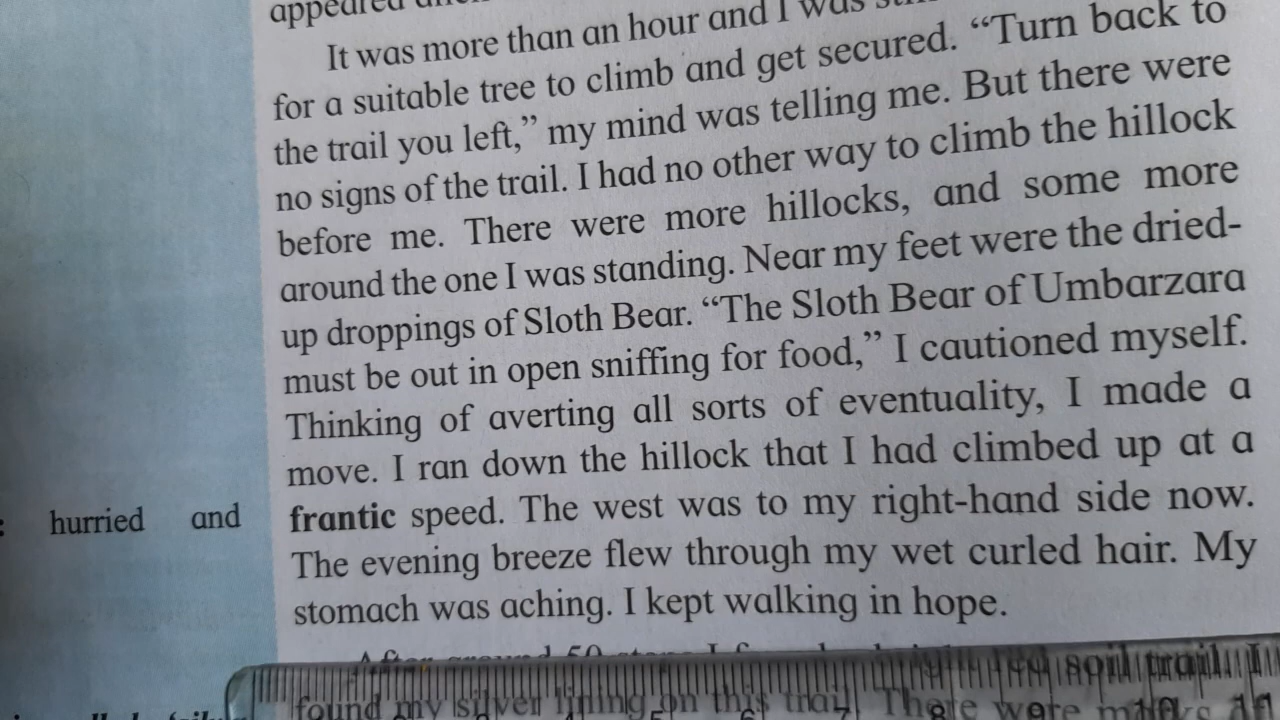 appeared
It was more than an hour and I was
for a suitable tree to climb and get secured. “Turn back to
the trail you left,” my mind was telling me. But there were
no signs of the trail. I had no other way to climb the hillock
before me. There were more hillocks, and some more
around the one I was standing. Near my feet were the dried-
up droppings of Sloth Bear. “The Sloth Bear of Umbarzara
must be out in open sniffing for food,” I cautioned myself.
Thinking of averting all sorts of eventuality, I made a
move. I ran down the hillock that I had climbed up at a
: hurried and
frantic speed. The west was to my right-hand side now.
The evening breeze flew through my wet curled hair. My
stomach was aching. I kept walking in hope.
After around 50 I soil trail. I
found my silver lining on this trail. There were